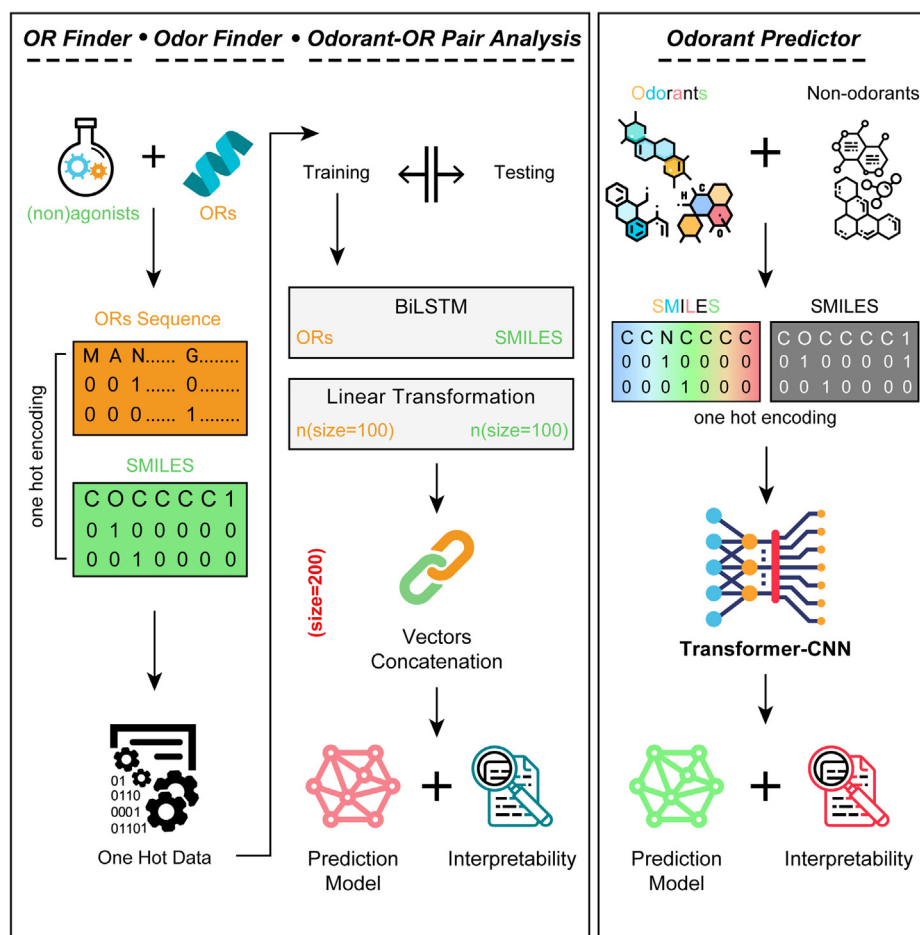 OR Finder • Odor Finder • Odorant-OR Pair Analysis
(non)agonists
ORs
ORs Sequence
one hot encoding
M A N...... G........
0 0 1 ..... 0........
0 0 0 ..... 1........
SMILES
C O C C C C 1
0 1 0 0 0 0 0
0 0 1 0 0 0 0
01
0110
0001
01101
One Hot Data
Training
Testing
BiLSTM
ORs
SMILES
Linear Transformation
n(size=100)
n(size=100)
(size=200)
Vectors
Concatenation
Prediction
Model
Interpretability
Odorant Predictor
Odorants
Non-odorants
H
C
O
SMILES
C C N C C C C
0 0 1 0 0 0 0
0 0 0 1 0 0 0
SMILES
C O C C C C 1
0 1 0 0 0 0 1
0 0 1 0 0 0 0
one hot encoding
Transformer-CNN
Prediction
Model
Interpretability